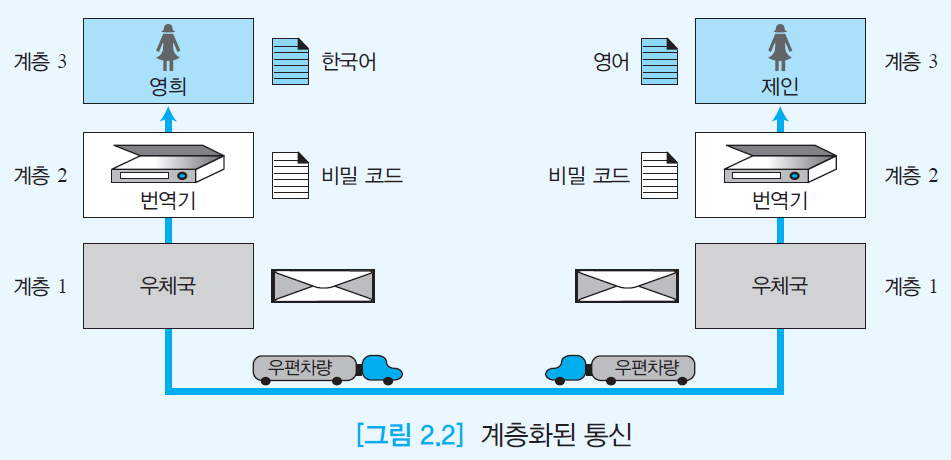 계층 3
영희
한국어
영어
제인
계층 3
계층 2
번역기
비밀 코드
비밀 코드
번역기
계층 2
계층 1
우체국
우체국
계층 1
우편차량
우편차량
[그림 2.2] 계층화된 통신